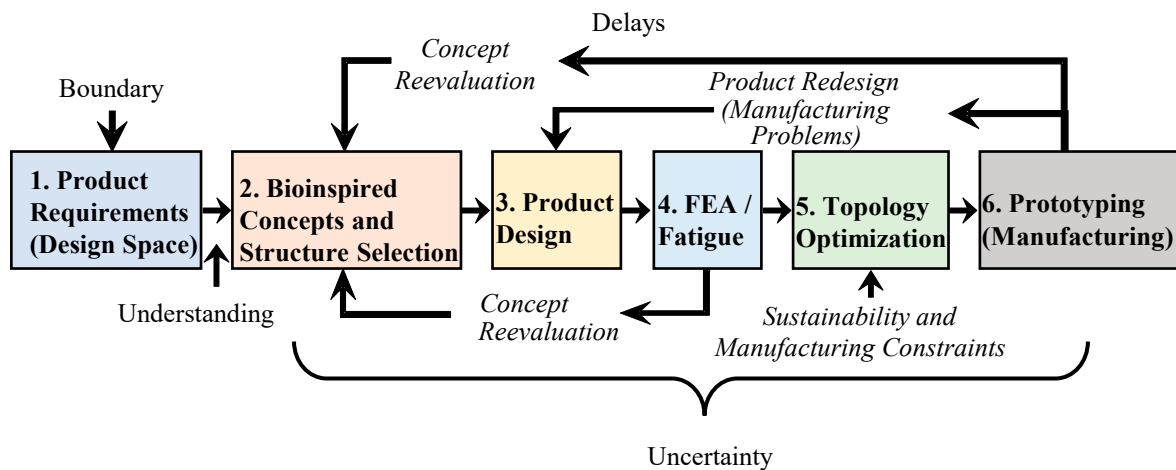 Delays
Concept
Reevaluation
Product Redesign
(Manufacturing
Problems)
Boundary
1. Product
Requirements
(Design Space)
2. Bioinspired
Concepts and
Structure Selection
3. Product
Design
4. FEA /
Fatigue
5. Topology
Optimization
6. Prototyping
(Manufacturing)
Understanding
Concept
Reevaluation
Sustainability and
Manufacturing Constraints
Uncertainty